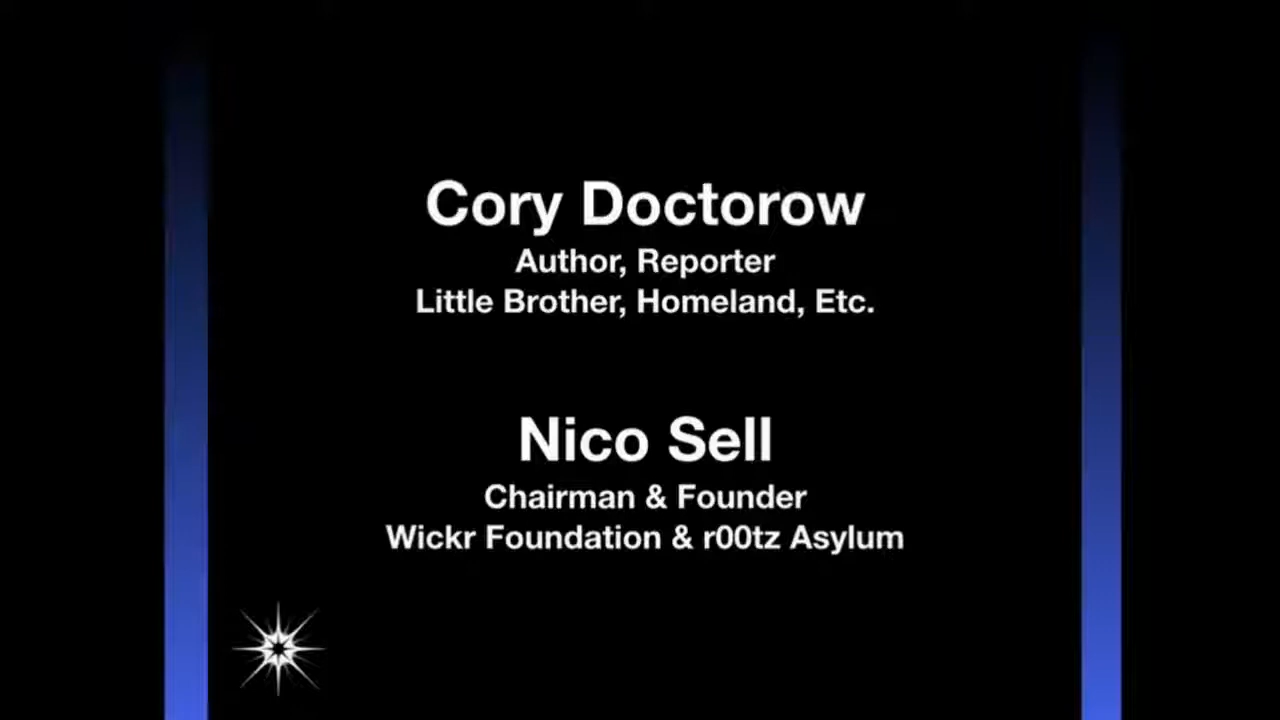 Cory Doctorow
Author, Reporter
Little Brother, Homeland, Etc.
Nico Sell
Chairman & Founder
Wickr Foundation & r00tz Asylum